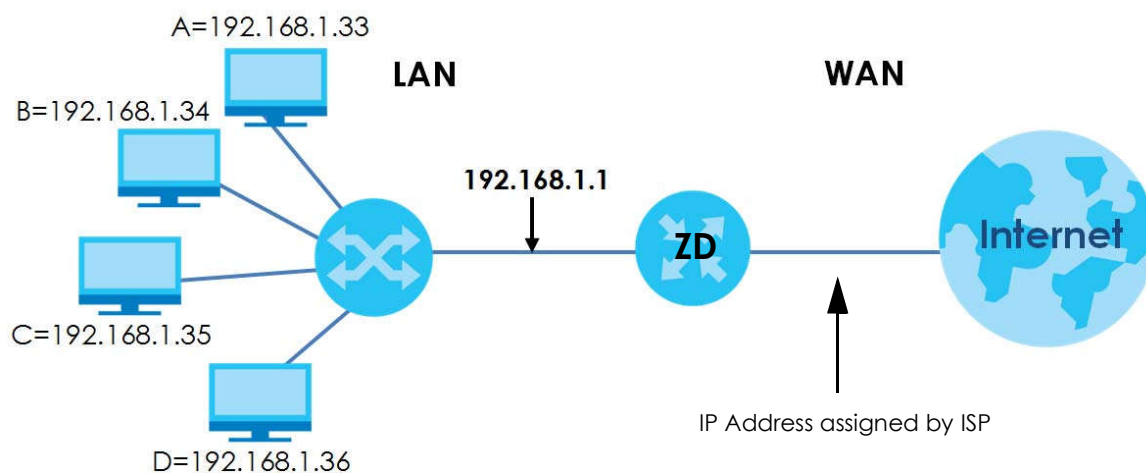 A=192.168.1.33
LAN
WAN
B=192.168.1.34
192.168.1.1
ZD
Internet
C=192.168.1.35
IP Address assigned by ISP
D=192.168.1.36